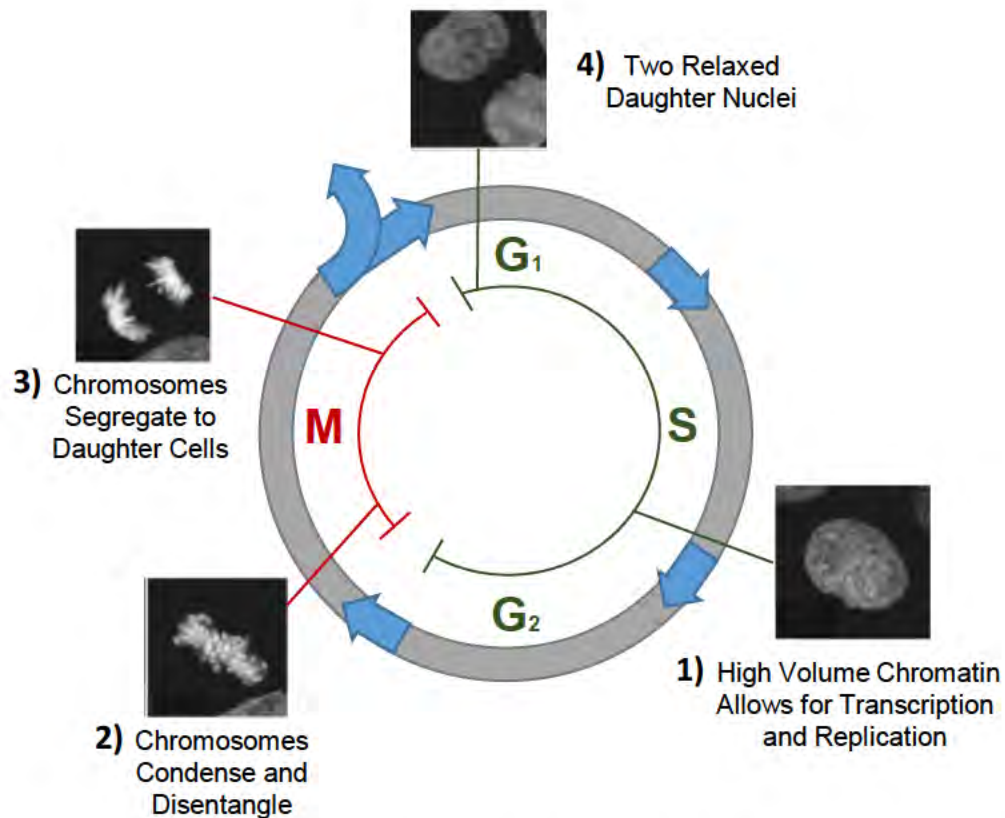 4) Two Relaxed
Daughter Nuclei
G₁
3) Chromosomes
Segregate to
Daughter Cells
M
S
G₂
1) High Volume Chromatin
Allows for Transcription
and Replication
2) Chromosomes
Condense and
Disentangle